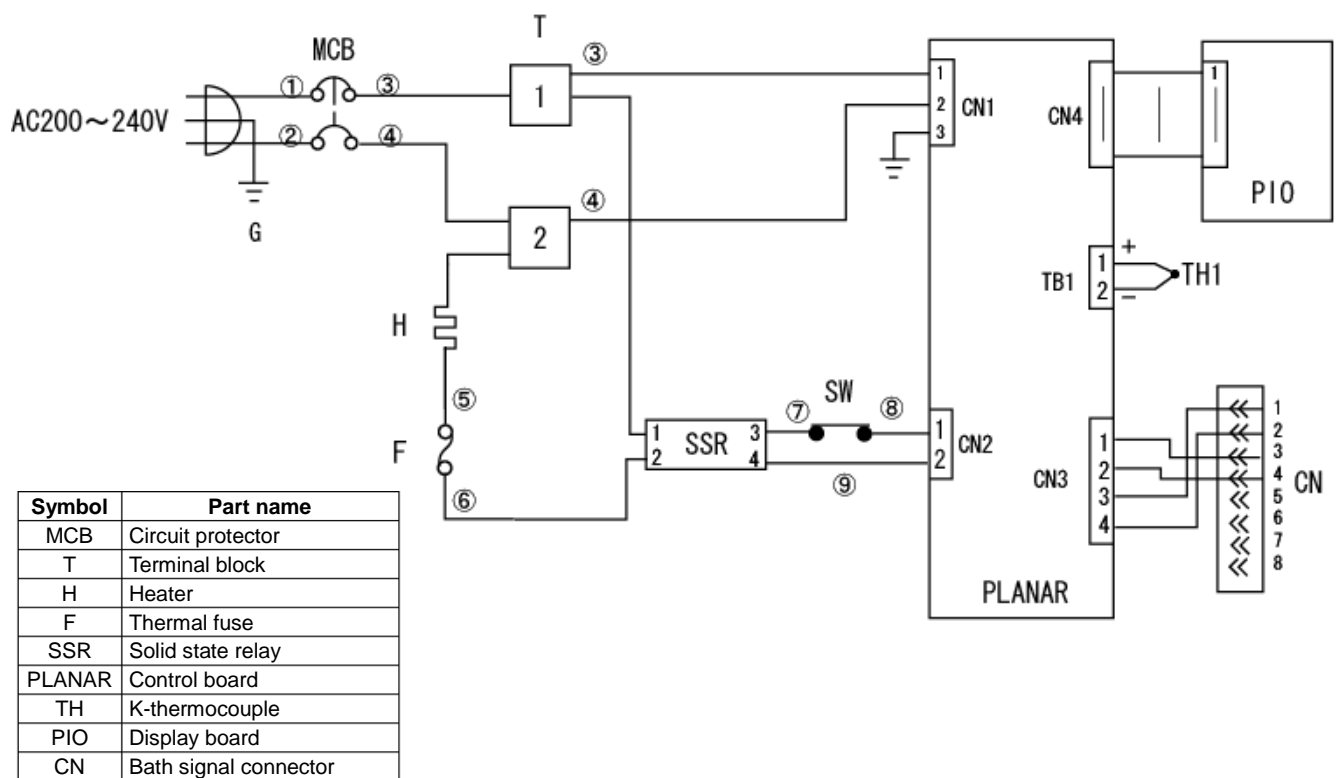 T
MCB
③
①
③
1
AC200~240V
②
④
G
④
2
H
⑤
F
⑥
1
2
SSR
3
4
⑦
SW
⑧
⑨
1
2
3
CN1
CN4
1
PIO
TB1
1
2
+
−
TH1
1
2
CN2
CN3
1
2
3
4
1
2
3
4
5
6
7
8
CN
PLANAR
Symbol Part name
MCB Circuit protector
T Terminal block
H Heater
F Thermal fuse
SSR Solid state relay
PLANAR Control board
TH K-thermocouple
PIO Display board
CN Bath signal connector